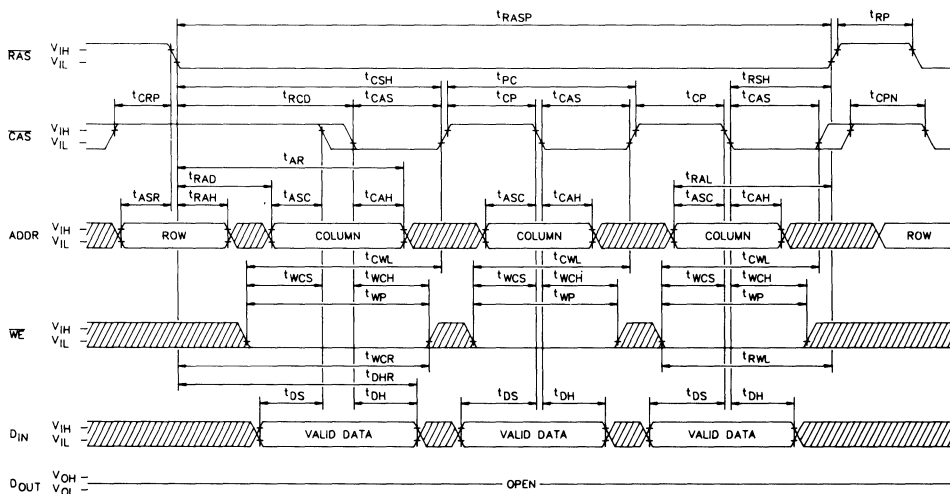 tRASP tRP
RAS VIH
VIL
tCSH tPC tRSH
tCRP tRCD tCAS tCP tCAS tCP tCAS tCPN
CAS VIH
VIL
tAR
tRAD tRAL
tASR tRAH tASC tCAH tASC tCAH tASC tCAH
ADDR VIH
VIL
ROW COLUMN COLUMN COLUMN ROW
tCWL tCWL tCWL
tWCS tWCH tWCS tWCH tWCS tWCH
tWP tWP tWP
WE VIH
VIL
tWCR tRWL
tDHR
tDS tDH tDS tDH tDS tDH
DIN VIH
VIL
VALID DATA VALID DATA VALID DATA
DOUT VOH
VOL
OPEN